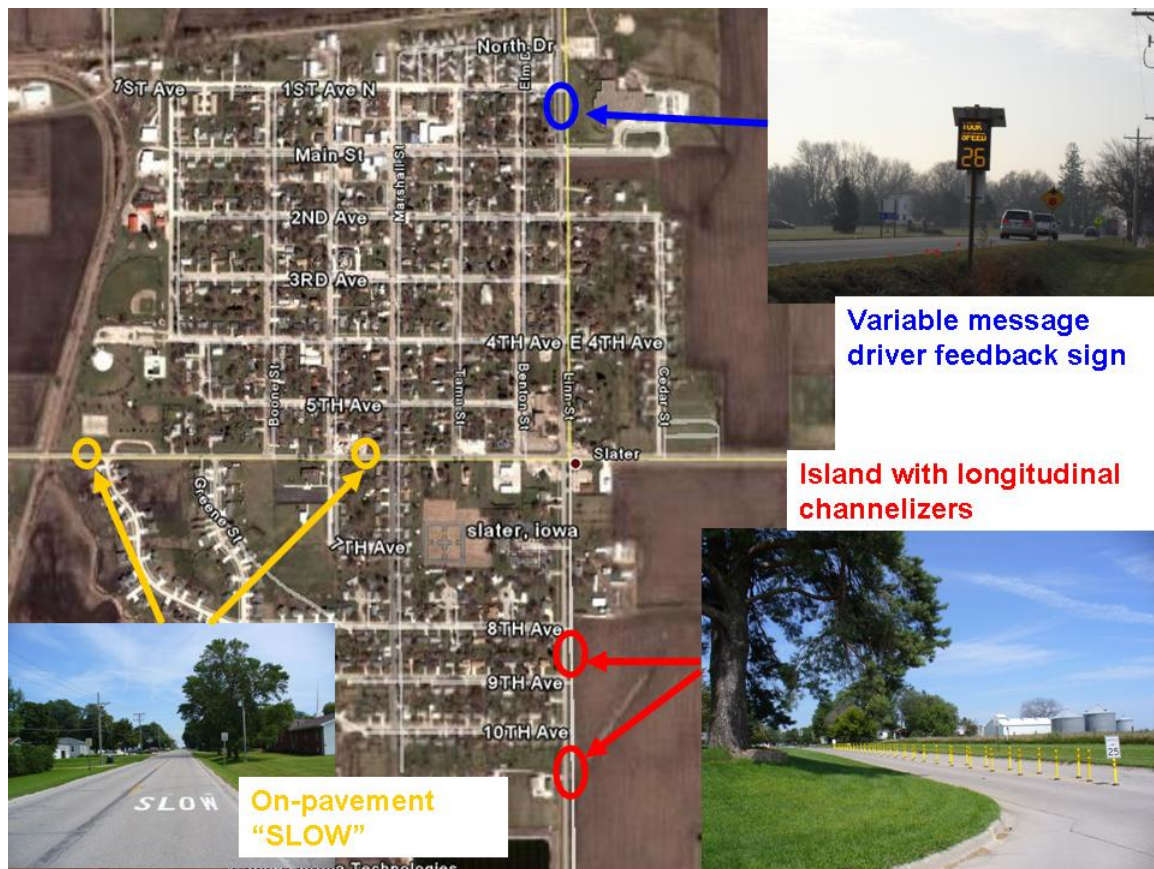 North Dr
Elm D
1ST Ave
1ST Ave N
Main St
Marshall St
2ND Ave
3RD Ave
4TH Ave E 4TH Ave
Boone St
Tama St
Benton St
Linn St
Cedar St
5TH Ave
Slater
Greene St
7TH Ave
slater, iowa
8TH Ave
9TH Ave
10TH Ave
Technologies
YOUR
SPEED
26
Variable message
driver feedback sign
Island with longitudinal
channelizers
25
SLOW
On-pavement
“SLOW”